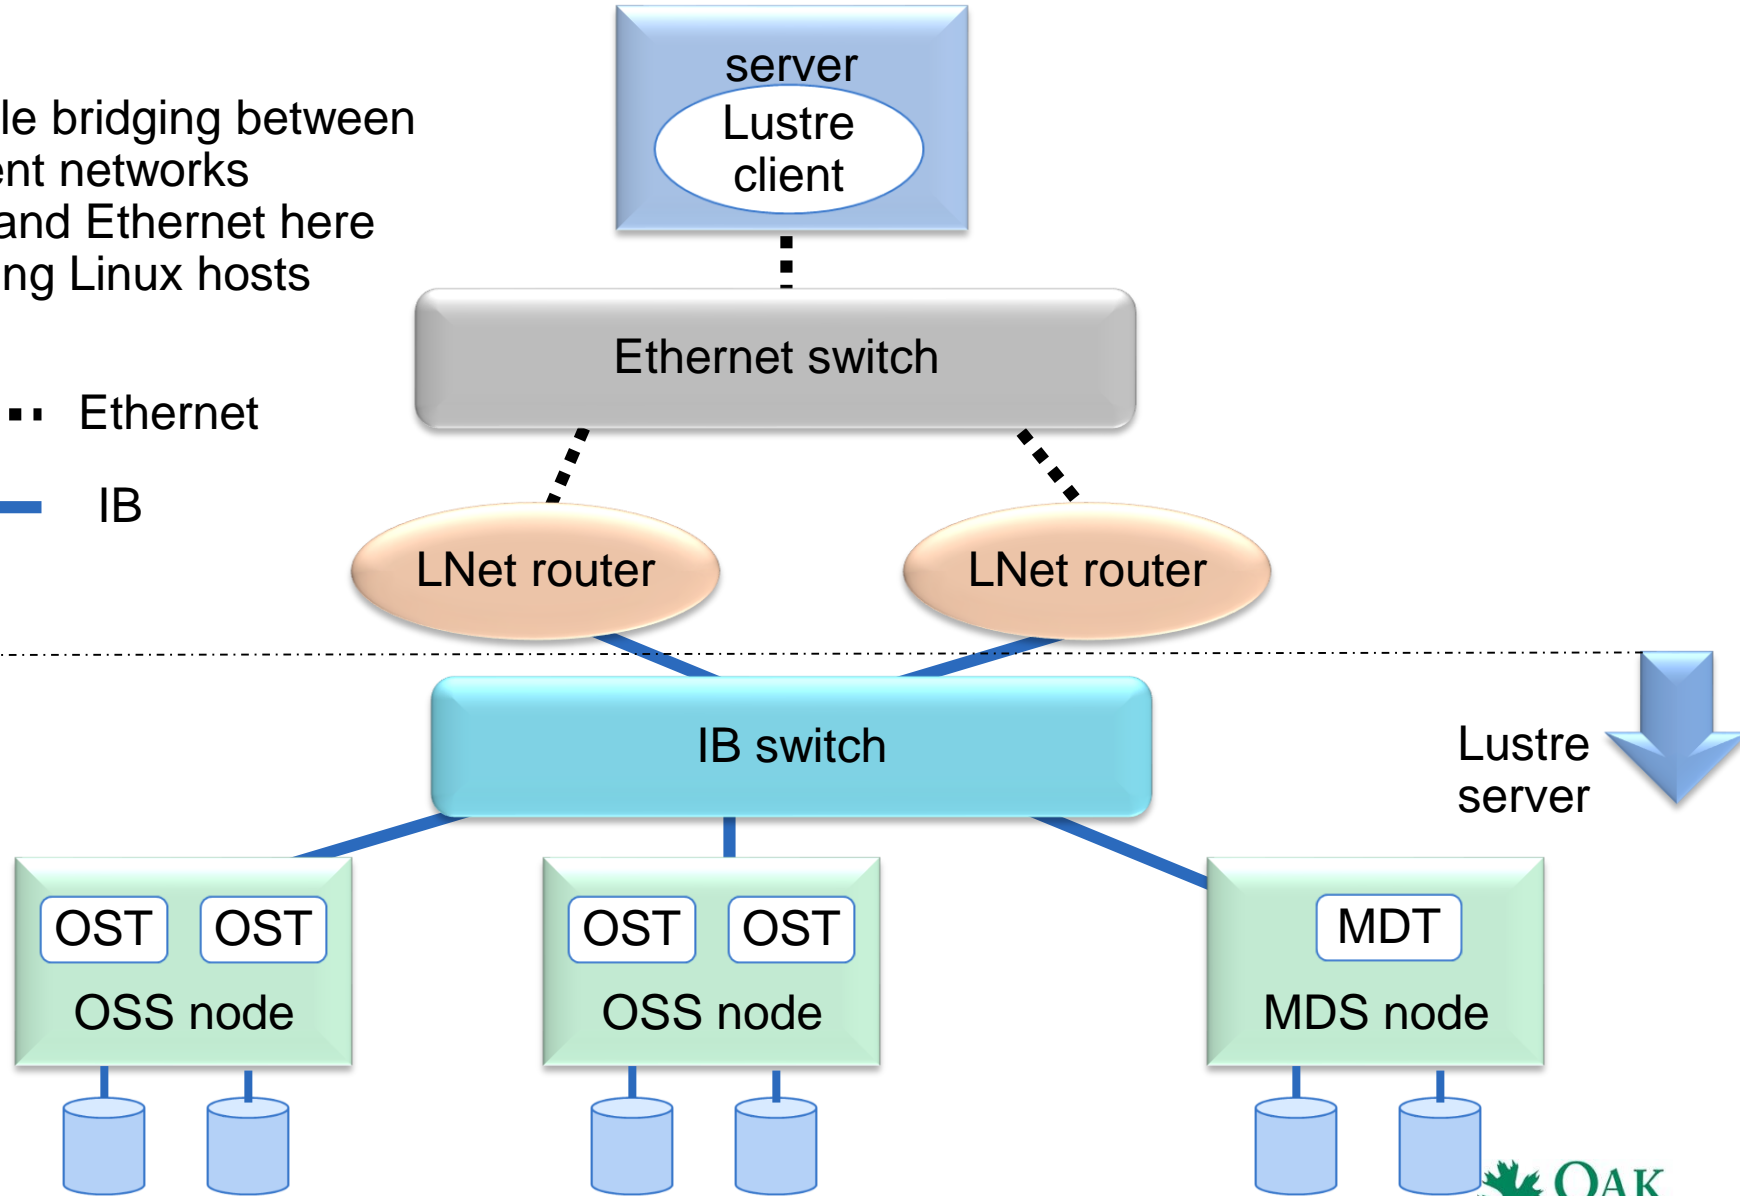 server
Lustre
client
le bridging between
ent networks
and Ethernet here
ng Linux hosts
Ethernet switch
Ethernet
IB
LNet router
LNet router
IB switch
Lustre
server
OST OST
OSS node
OST OST
OSS node
MDT
MDS node
OAK